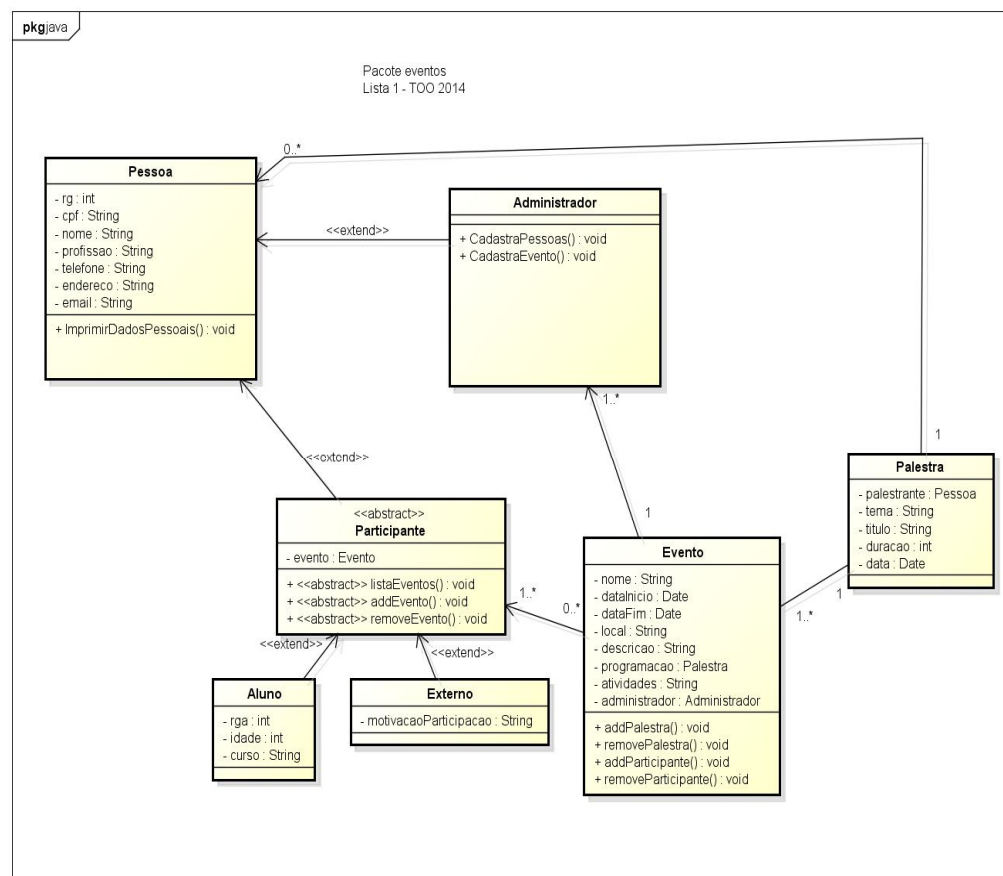 pkgjava
Pacote eventos
Lista 1 - TOO 2014
0..*
Pessoa
- rg : int
- cpf : String
- nome : String
- profissao : String
- telefone : String
- endereco : String
- email : String
+ ImprimirDadosPessoais() : void
<<extend>>
Administrador
+ CadastraPessoas() : void
+ CadastraEvento() : void
1..*
1
1
Palestra
- palestrante : Pessoa
- tema : String
- titulo : String
- duracao : int
- data : Date
<<extend>>
<<abstract>>
Participante
- evento : Evento
+ <<abstract>> listaEventos() : void
+ <<abstract>> addEvento() : void
+ <<abstract>> removeEvento() : void
1..*
0..*
Evento
- nome : String
- dataInicio : Date
- dataFim : Date
- local : String
- descricao : String
- programacao : Palestra
- atividades : String
- administrador : Administrador
+ addPalestra() : void
+ removePalestra() : void
+ addParticipante() : void
+ removeParticipante() : void
1..*
1
<<extend>>
<<extend>>
Aluno
- rga : int
- idade : int
- curso : String
Externo
- motivacaoParticipacao : String